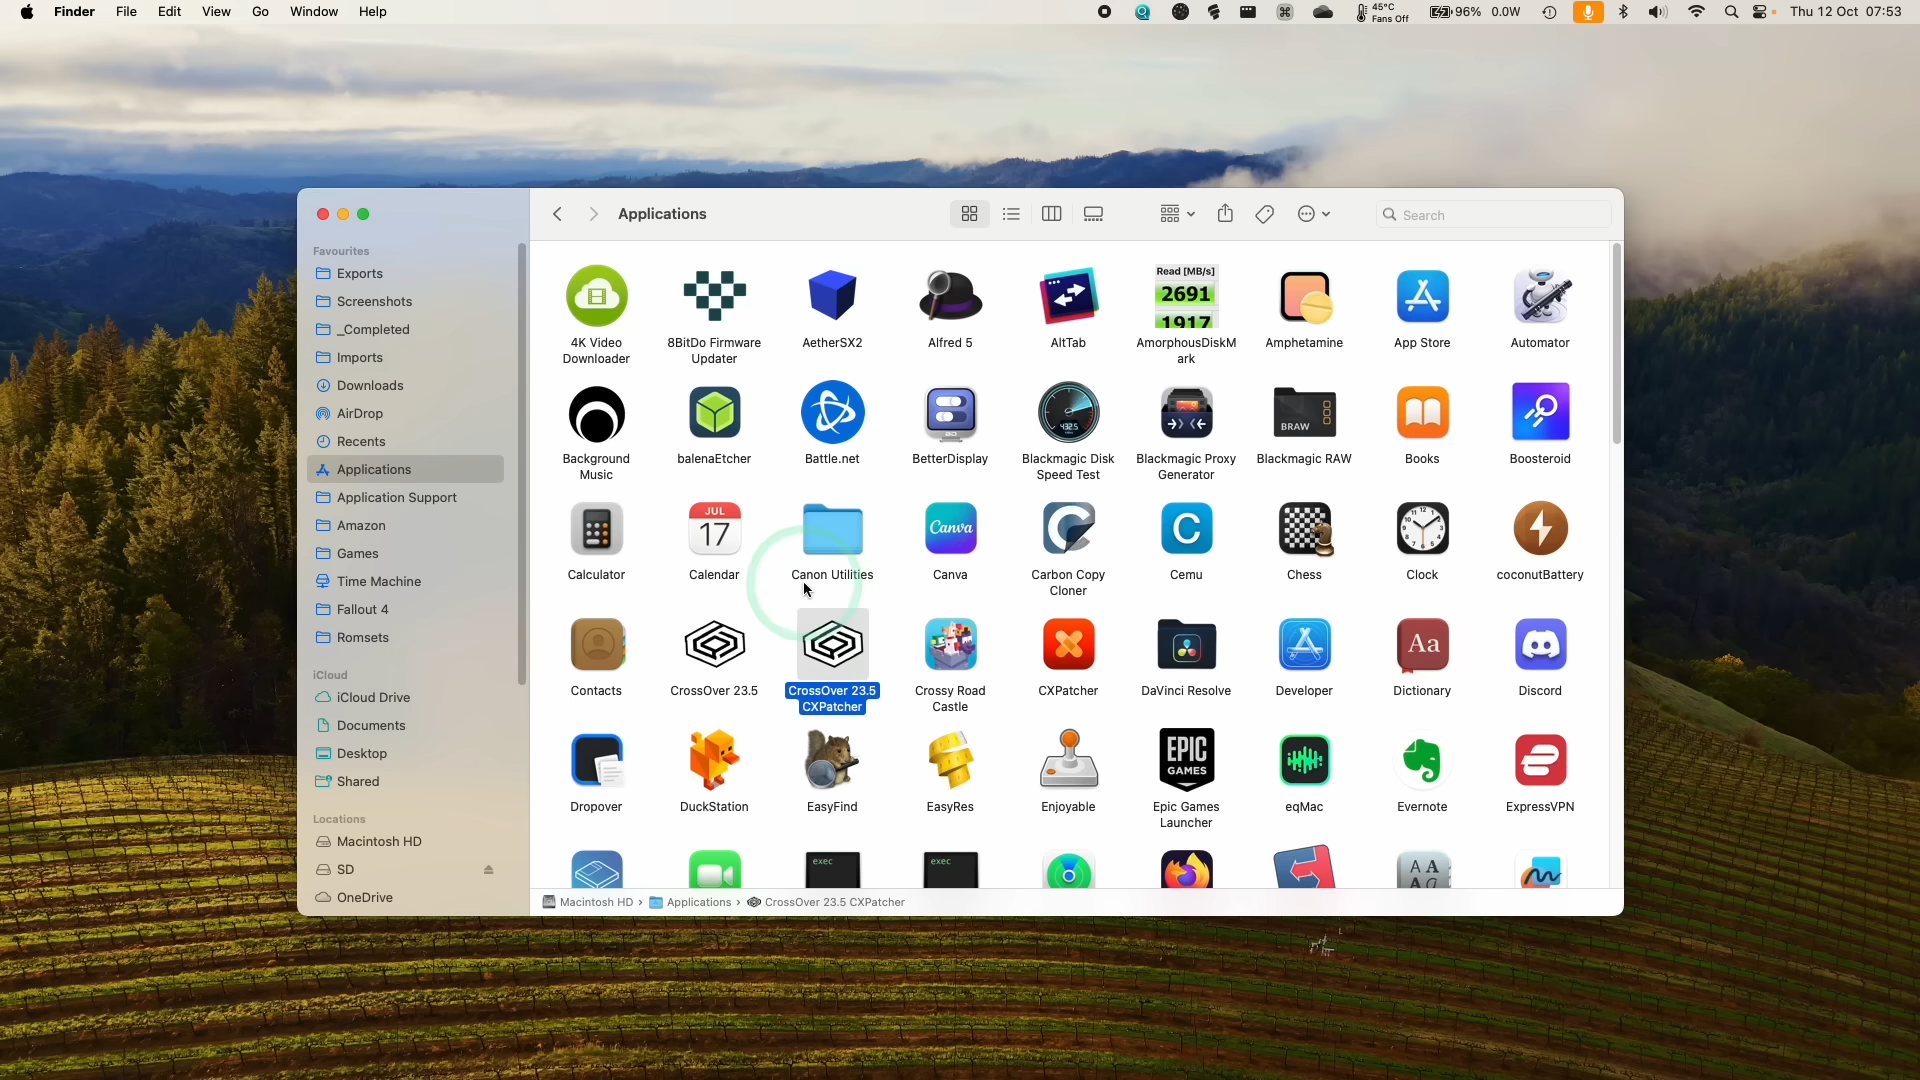 Finder File Edit View Go Window Help
45°C
Fans Off
96% 0.0W
Thu 12 Oct 07:53
Applications
Search
Favourites
Exports
Screenshots
_Completed
Imports
Downloads
AirDrop
Recents
Applications
Application Support
Amazon
Games
Time Machine
Fallout 4
Romsets
iCloud
iCloud Drive
Documents
Desktop
Shared
Locations
Macintosh HD
SD
OneDrive
Read [MB/s]
2691
1917
4K Video
Downloader
8BitDo Firmware
Updater
AetherSX2
Alfred 5
AltTab
AmorphousDiskM
ark
Amphetamine
App Store
Automator
432.5
BRAW
Background
Music
balenaEtcher
Battle.net
BetterDisplay
Blackmagic Disk
Speed Test
Blackmagic Proxy
Generator
Blackmagic RAW
Books
Boosteroid
JUL
17
Canva
C
Calculator
Calendar
Canon Utilities
Canva
Carbon Copy
Cloner
Cemu
Chess
Clock
coconutBattery
Aa
Contacts
CrossOver 23.5
CrossOver 23.5
CXPatcher
Crossy Road
Castle
CXPatcher
DaVinci Resolve
Developer
Dictionary
Discord
EPIC
GAMES
Dropover
DuckStation
EasyFind
EasyRes
Enjoyable
Epic Games
Launcher
eqMac
Evernote
ExpressVPN
exec
exec
A A
Macintosh HD › Applications › CrossOver 23.5 CXPatcher